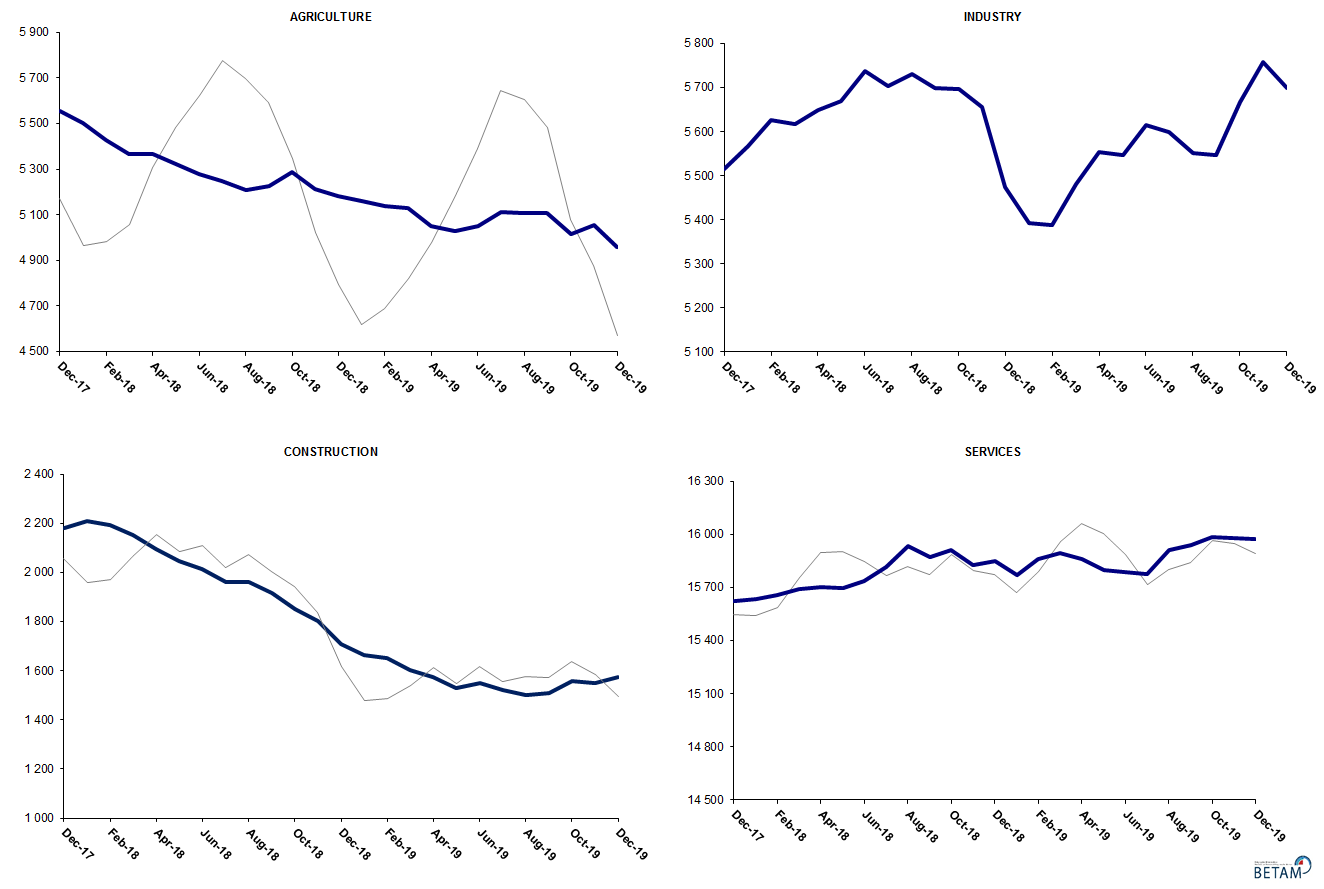 AGRICULTURE
5 900
5 700
5 500
5 300
5 100
4 900
4 700
4 500
Dec-17
Feb-18
Apr-18
Jun-18
Aug-18
Oct-18
Dec-18
Feb-19
Apr-19
Jun-19
Aug-19
Oct-19
Dec-19
INDUSTRY
5 800
5 700
5 600
5 500
5 400
5 300
5 200
5 100
Dec-17
Feb-18
Apr-18
Jun-18
Aug-18
Oct-18
Dec-18
Feb-19
Apr-19
Jun-19
Aug-19
Oct-19
Dec-19
CONSTRUCTION
2 400
2 200
2 000
1 800
1 600
1 400
1 200
1 000
Dec-17
Feb-18
Apr-18
Jun-18
Aug-18
Oct-18
Dec-18
Feb-19
Apr-19
Jun-19
Aug-19
Oct-19
Dec-19
SERVICES
16 300
16 000
15 700
15 400
15 100
14 800
14 500
Dec-17
Feb-18
Apr-18
Jun-18
Aug-18
Oct-18
Dec-18
Feb-19
Apr-19
Jun-19
Aug-19
Oct-19
Dec-19
BETAM